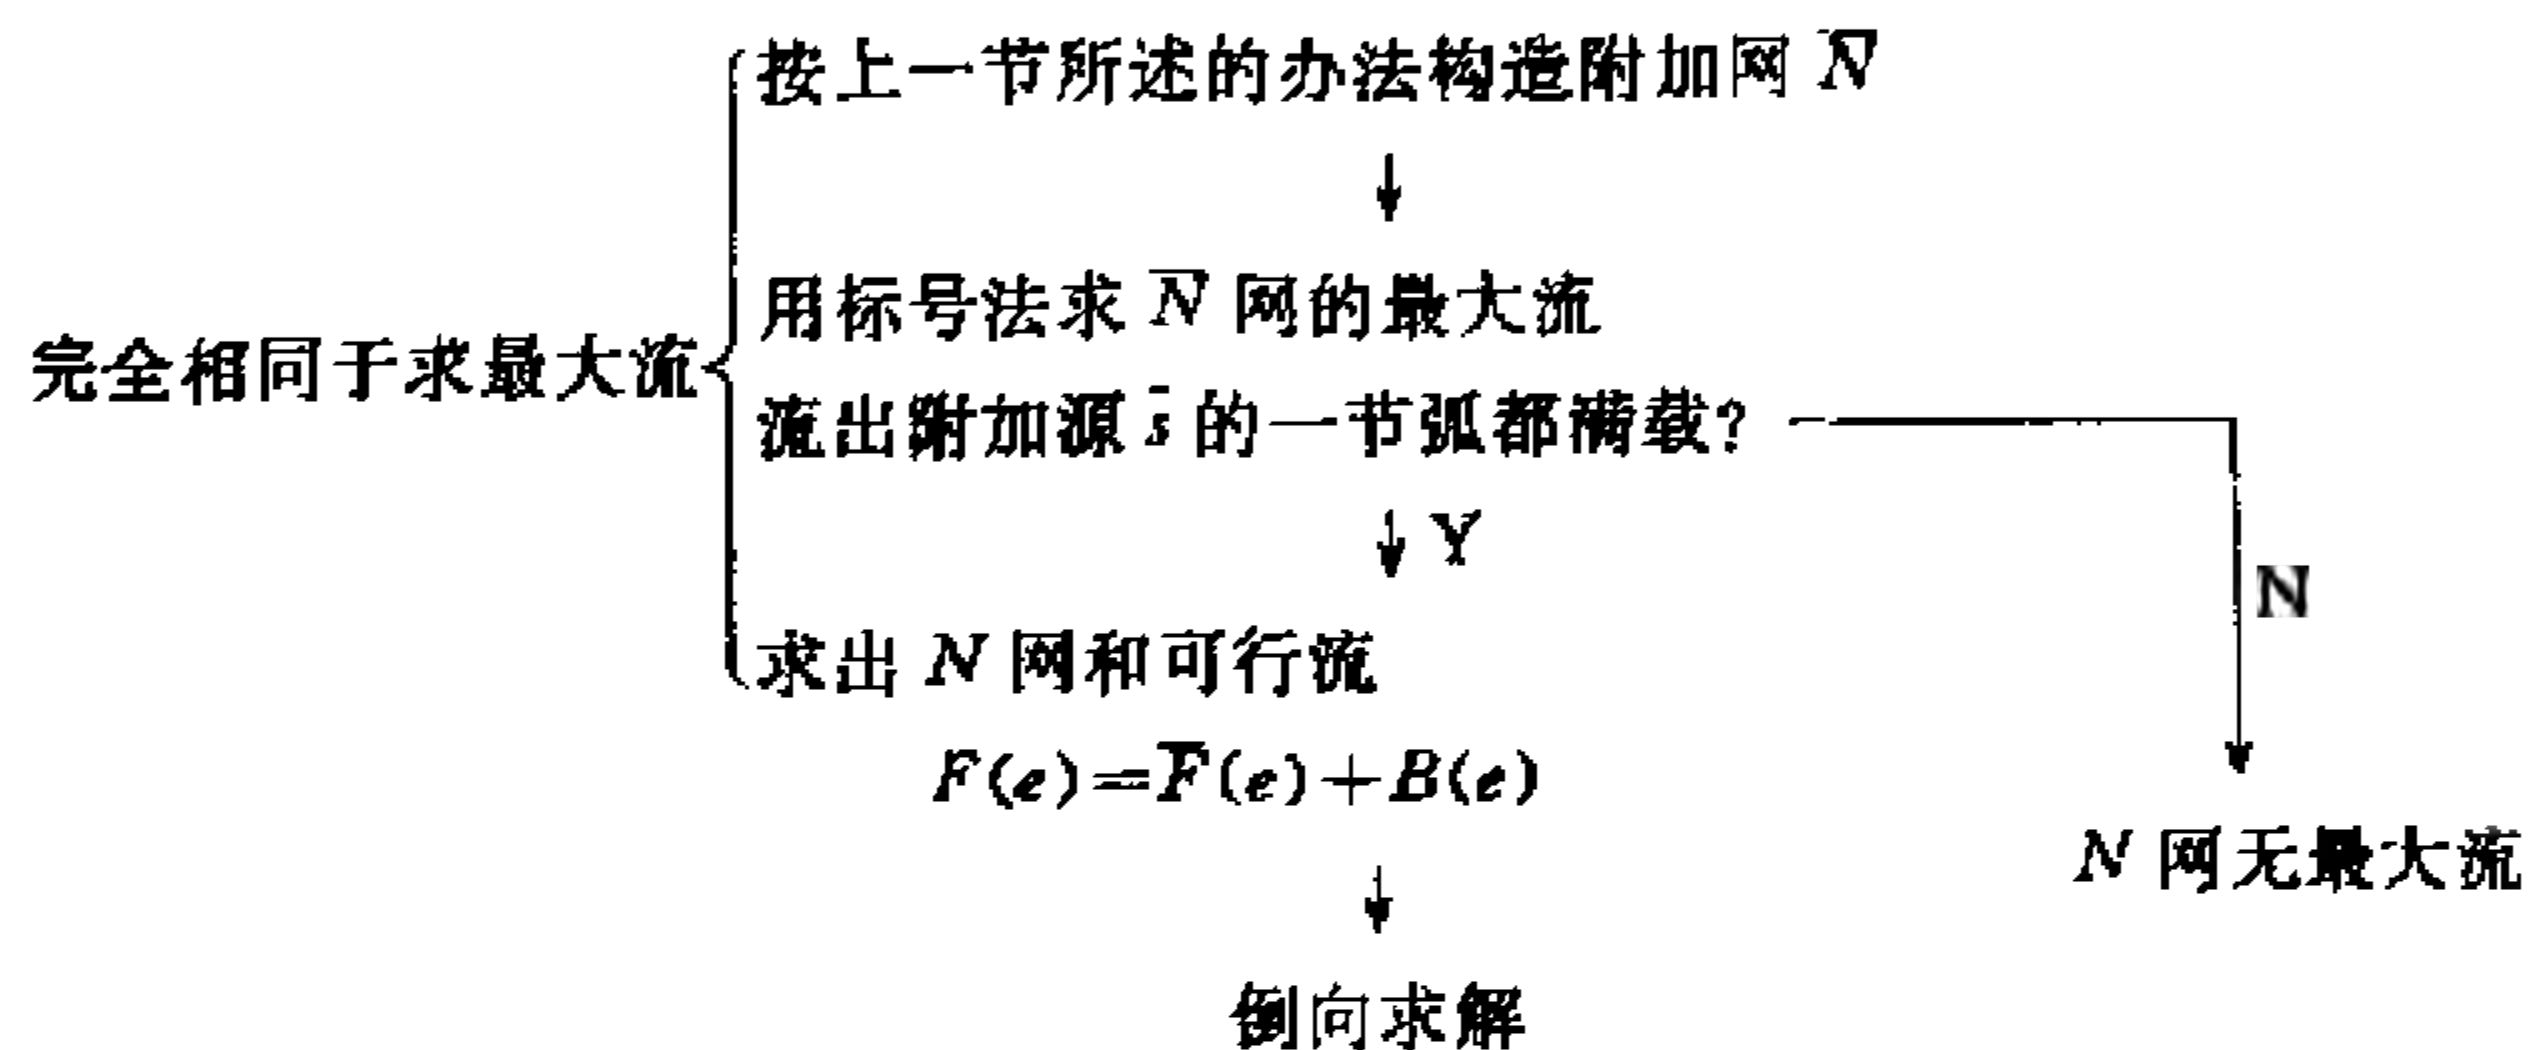 按上一节所述的办法构造附加网 N̅
用标号法求 N̅ 网的最大流
完全相同于求最大流
流出附加源 s̄ 的一节弧都满载?
Y
N
求出 N 网和可行流
F(e)=F̅(e)+B(e)
N 网无最大流
倒向求解